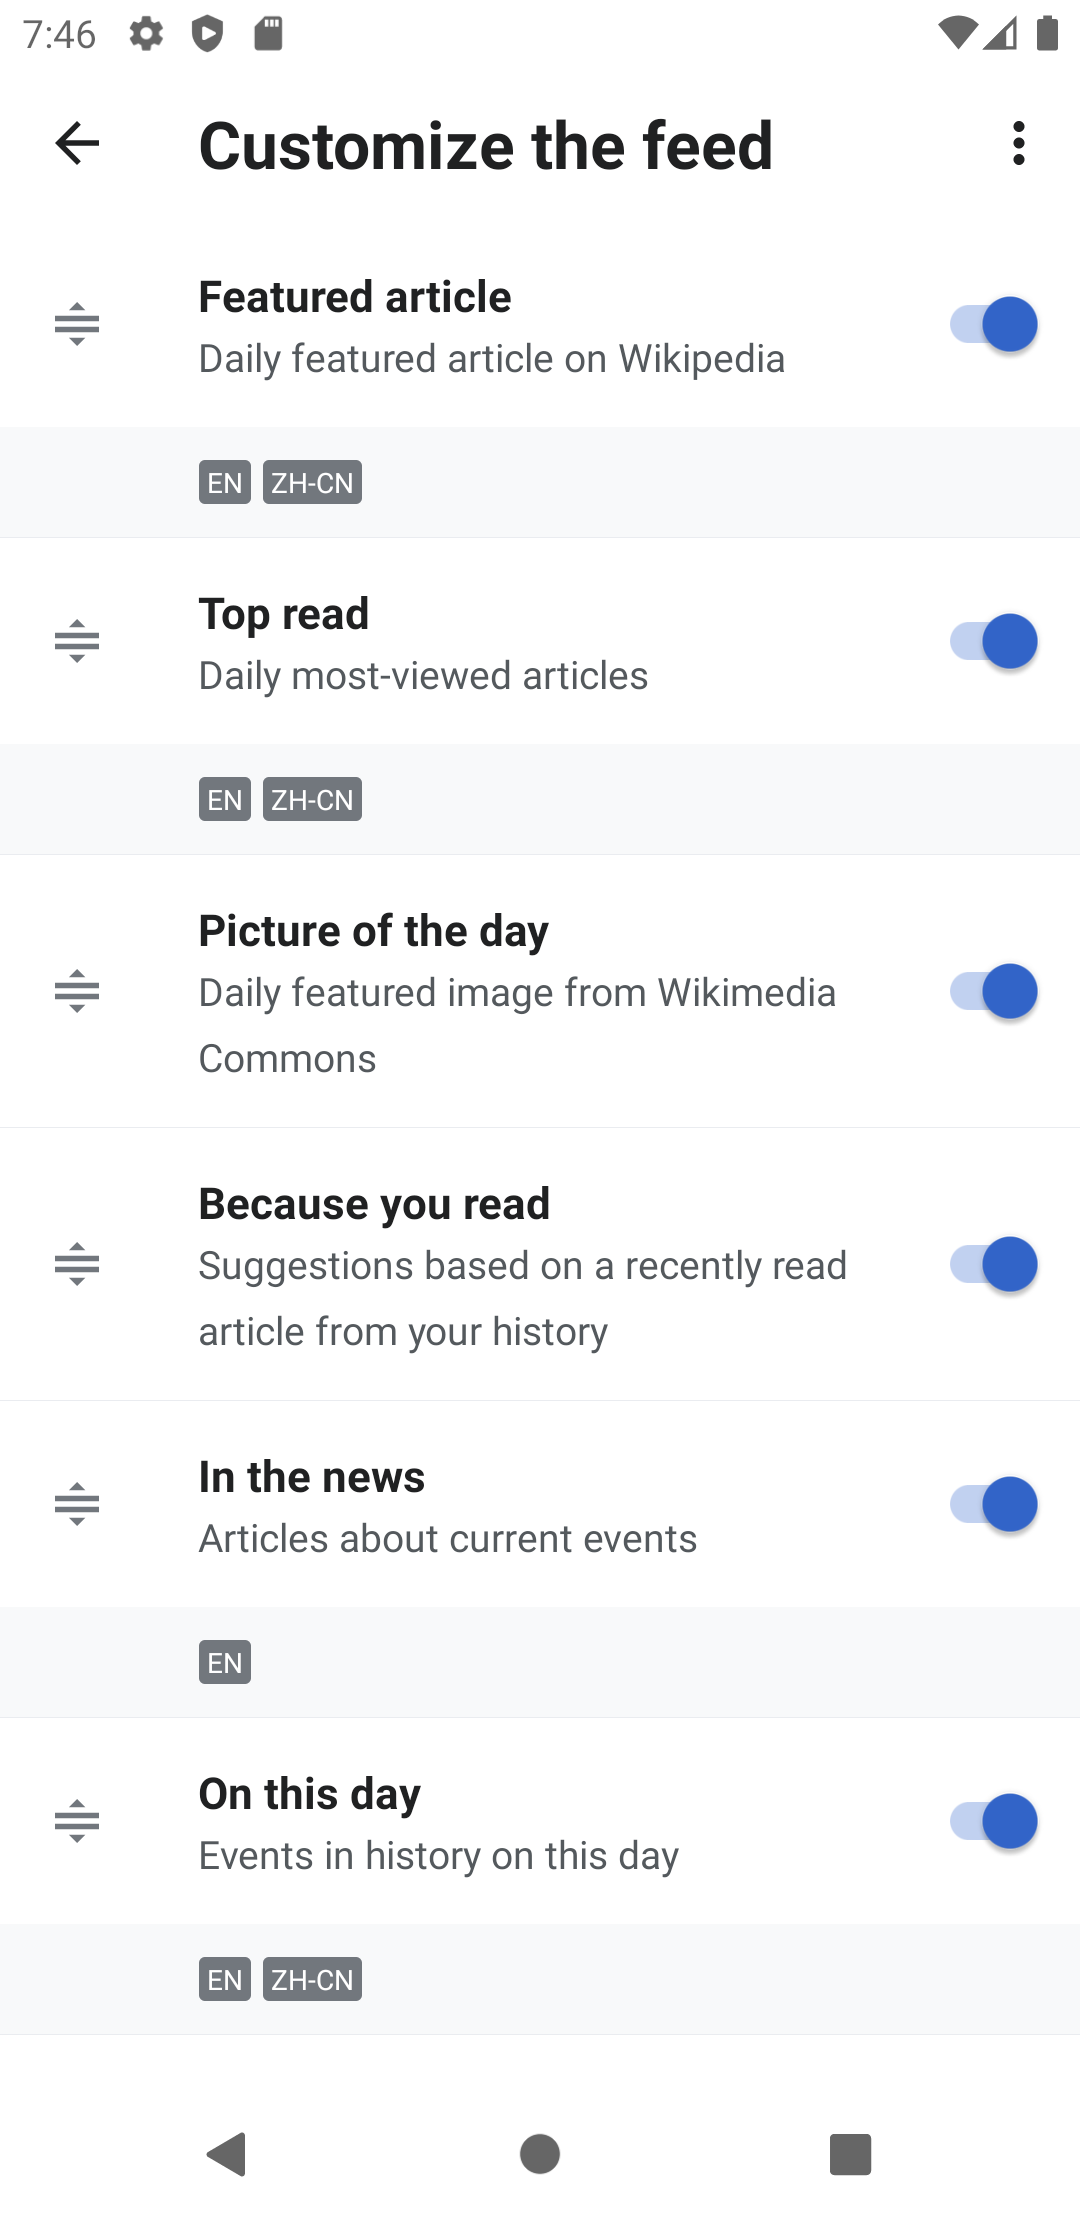 7:46
Customize the feed
Featured article
Daily featured article on Wikipedia
EN ZH-CN
Top read
Daily most-viewed articles
EN ZH-CN
Picture of the day
Daily featured image from Wikimedia
Commons
Because you read
Suggestions based on a recently read
article from your history
In the news
Articles about current events
EN
On this day
Events in history on this day
EN ZH-CN